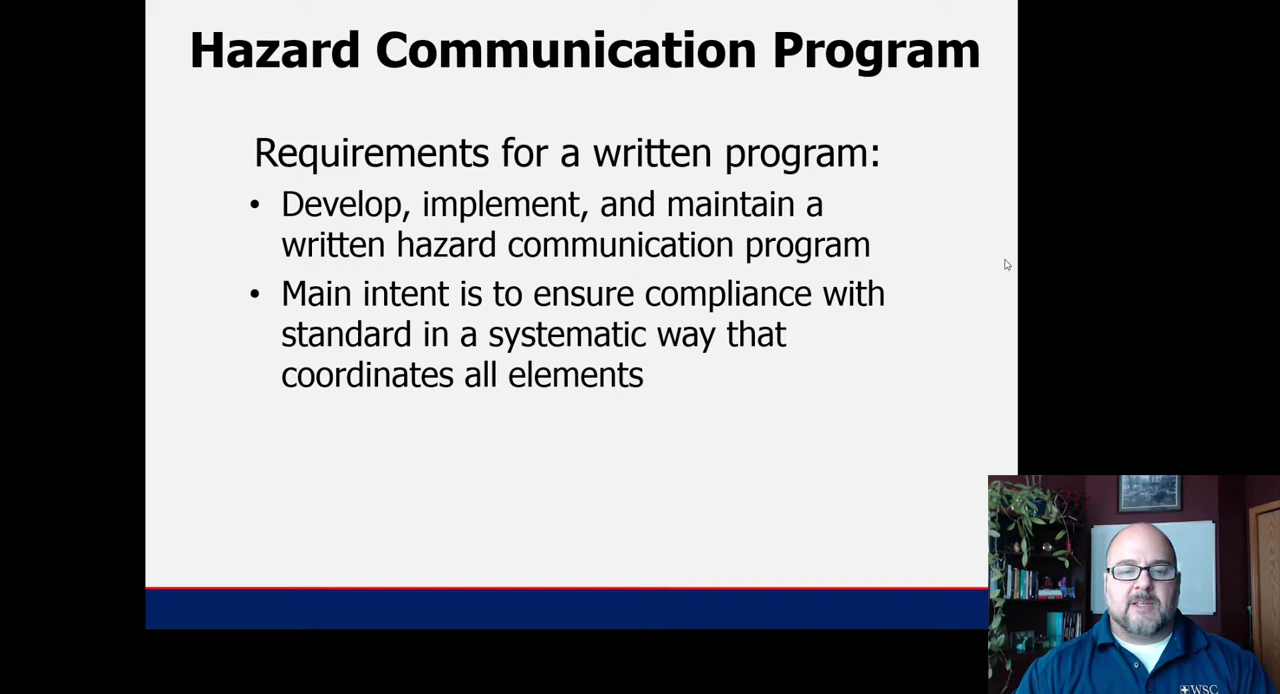 Hazard Communication Program
Requirements for a written program:
• Develop, implement, and maintain a
written hazard communication program
• Main intent is to ensure compliance with
standard in a systematic way that
coordinates all elements
WSC